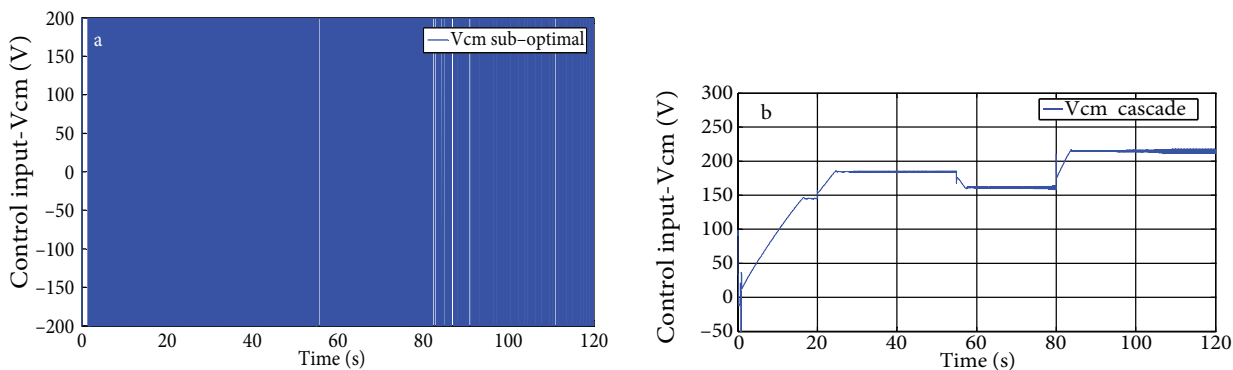 200
150
100
50
0
–50
–100
–150
–200
Control input-Vcm (V)
a
Vcm sub–optimal
0 20 40 60 80 100 120
Time (s)
300
250
200
150
100
50
0
–50
Control input-Vcm (V)
b
Vcm cascade
0 20 40 60 80 100 120
Time (s)